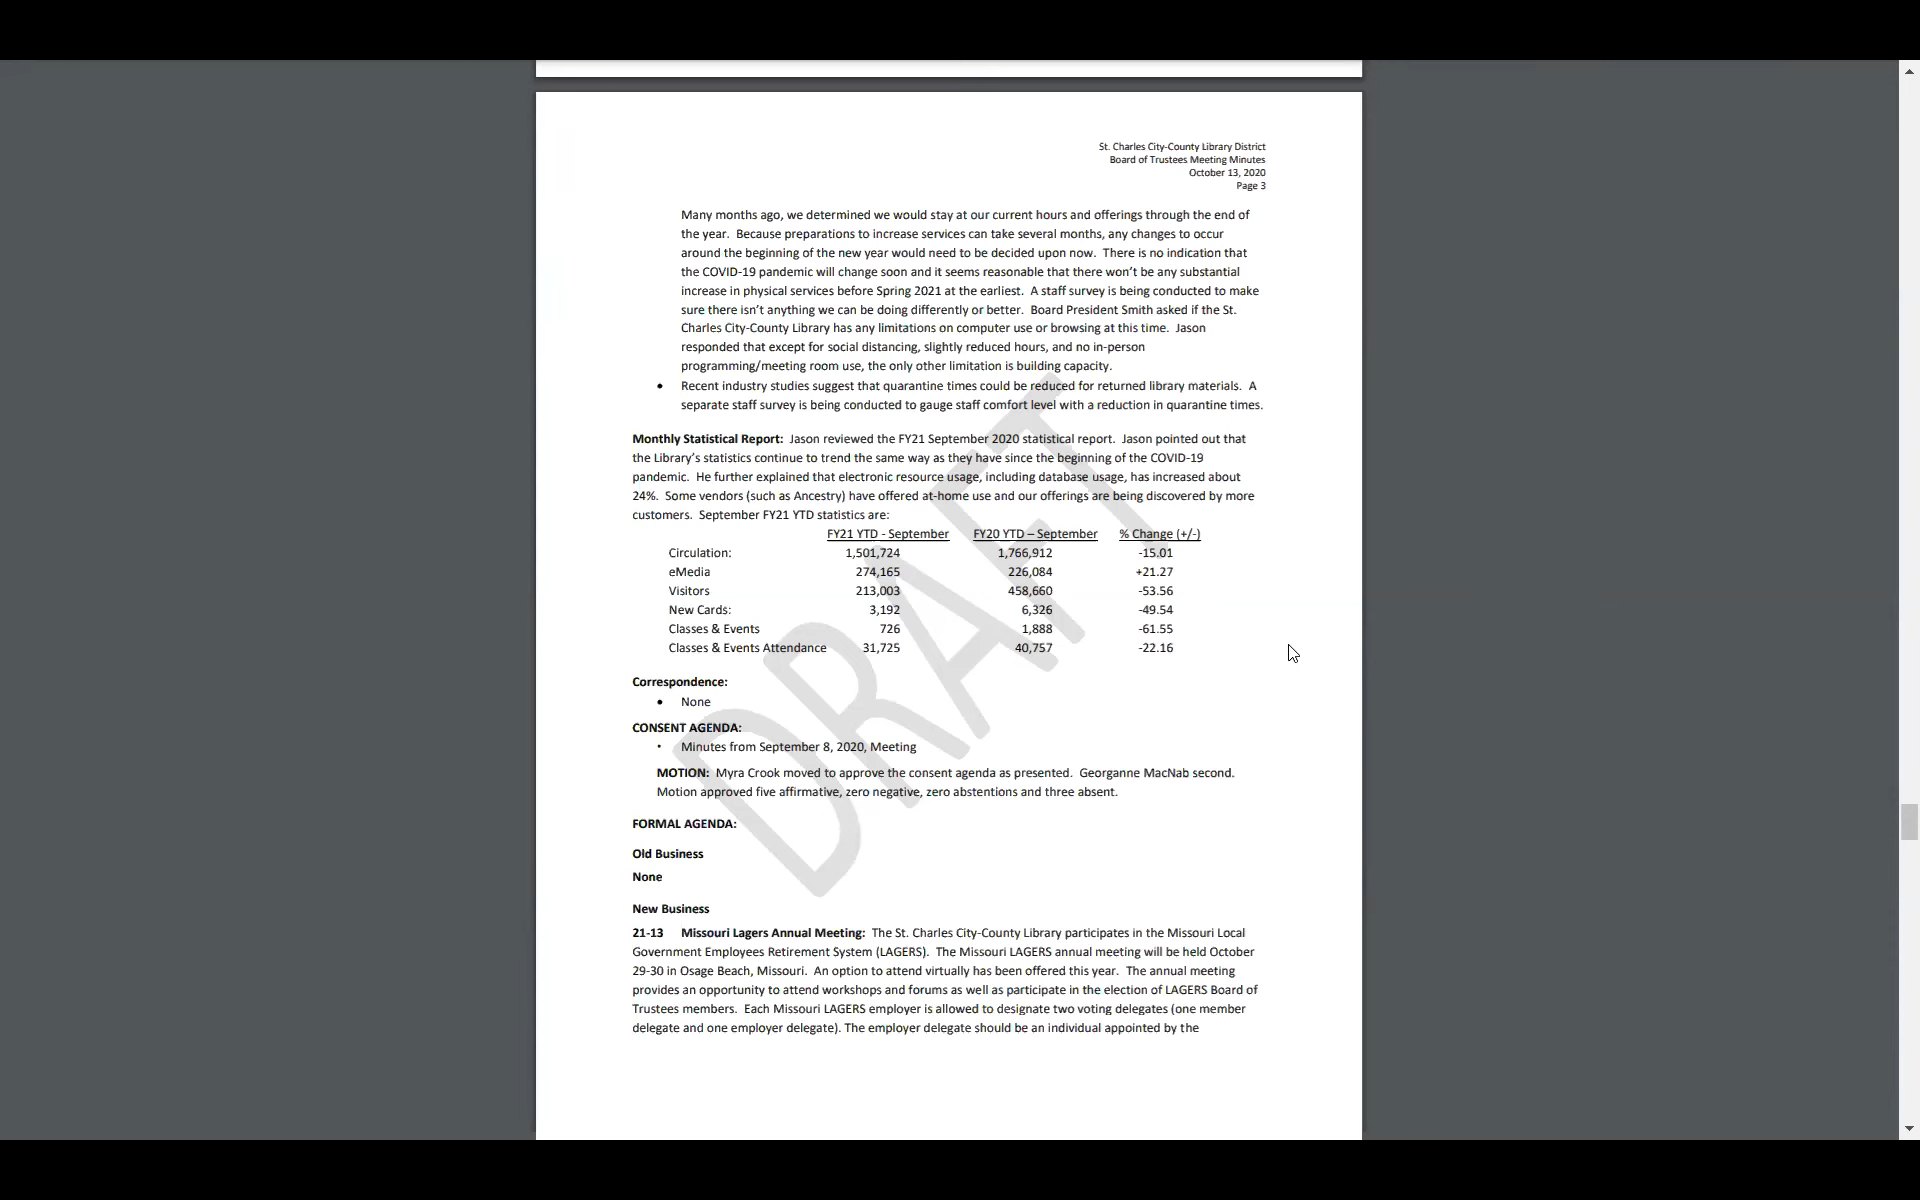 St. Charles City-County Library District
Board of Trustees Meeting Minutes
October 13, 2020
Page 3
Many months ago, we determined we would stay at our current hours and offerings through the end of
the year.  Because preparations to increase services can take several months, any changes to occur
around the beginning of the new year would need to be decided upon now.  There is no indication that
the COVID-19 pandemic will change soon and it seems reasonable that there won't be any substantial
increase in physical services before Spring 2021 at the earliest.  A staff survey is being conducted to make
sure there isn't anything we can be doing differently or better.  Board President Smith asked if the St.
Charles City-County Library has any limitations on computer use or browsing at this time.  Jason
responded that except for social distancing, slightly reduced hours, and no in-person
programming/meeting room use, the only other limitation is building capacity.
• Recent industry studies suggest that quarantine times could be reduced for returned library materials.  A
separate staff survey is being conducted to gauge staff comfort level with a reduction in quarantine times.
Monthly Statistical Report:  Jason reviewed the FY21 September 2020 statistical report.  Jason pointed out that
the Library's statistics continue to trend the same way as they have since the beginning of the COVID-19
pandemic.  He further explained that electronic resource usage, including database usage, has increased about
24%.  Some vendors (such as Ancestry) have offered at-home use and our offerings are being discovered by more
customers.  September FY21 YTD statistics are:
FY21 YTD - September FY20 YTD – September % Change (+/-)
Circulation: 1,501,724 1,766,912 -15.01
eMedia 274,165 226,084 +21.27
Visitors 213,003 458,660 -53.56
New Cards: 3,192 6,326 -49.54
Classes & Events 726 1,888 -61.55
Classes & Events Attendance 31,725 40,757 -22.16
Correspondence:
• None
CONSENT AGENDA:
• Minutes from September 8, 2020, Meeting
MOTION:  Myra Crook moved to approve the consent agenda as presented.  Georganne MacNab second.
Motion approved five affirmative, zero negative, zero abstentions and three absent.
FORMAL AGENDA:
Old Business
None
New Business
21-13 Missouri Lagers Annual Meeting:  The St. Charles City-County Library participates in the Missouri Local
Government Employees Retirement System (LAGERS).  The Missouri LAGERS annual meeting will be held October
29-30 in Osage Beach, Missouri.  An option to attend virtually has been offered this year.  The annual meeting
provides an opportunity to attend workshops and forums as well as participate in the election of LAGERS Board of
Trustees members.  Each Missouri LAGERS employer is allowed to designate two voting delegates (one member
delegate and one employer delegate). The employer delegate should be an individual appointed by the
DRAFT